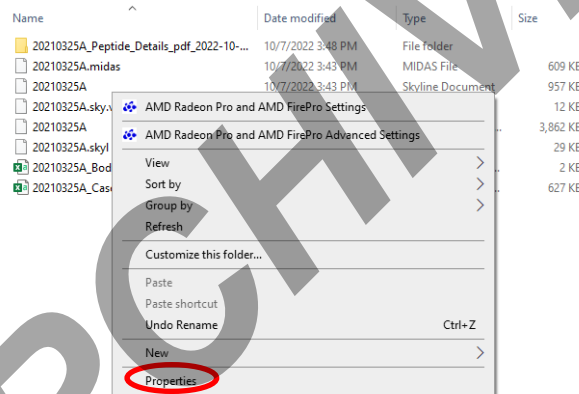 Name Date modified Type Size
20210325A_Peptide_Details_pdf_2022-10-... 10/7/2022 3:48 PM File folder
20210325A.midas 10/7/2022 3:43 PM MIDAS File 609 KB
20210325A 10/7/2022 3:43 PM Skyline Document 957 KB
20210325A.sky. 12 KB
20210325A 3,862 KB
20210325A.skyl 29 KB
20210325A_Bod 2 KB
20210325A_Case 627 KB
AMD Radeon Pro and AMD FirePro Settings
AMD Radeon Pro and AMD FirePro Advanced Settings
View
Sort by
Group by
Refresh
Customize this folder...
Paste
Paste shortcut
Undo Rename Ctrl+Z
New
Properties